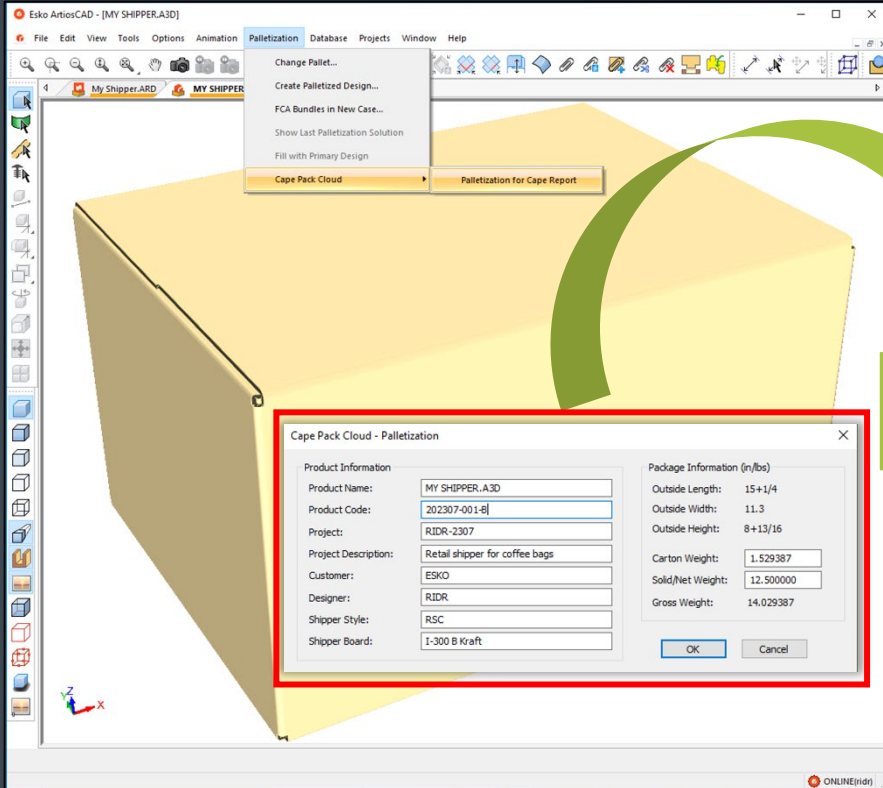 Esko ArtiosCAD - [MY SHIPPER.A3D]
File Edit View Tools Options Animation Palletization Database Projects Window Help
Change Pallet...
Create Palletized Design...
FCA Bundles in New Case...
Show Last Palletization Solution
Fill with Primary Design
Cape Pack Cloud
Palletization for Cape Report
My Shipper.ARD MY SHIPPER
Cape Pack Cloud - Palletization
Product Information
Product Name: MY SHIPPER.A3D
Product Code: 202307-001-B
Project: RIDR-2307
Project Description: Retail shipper for coffee bags
Customer: ESKO
Designer: RIDR
Shipper Style: RSC
Shipper Board: I-300 B Kraft
Package Information (in/lbs)
Outside Length: 15+1/4
Outside Width: 11.3
Outside Height: 8+13/16
Carton Weight: 1.529387
Solid/Net Weight: 12.500000
Gross Weight: 14.029387
OK Cancel
Z
Y
X
ONLINE(ridr)